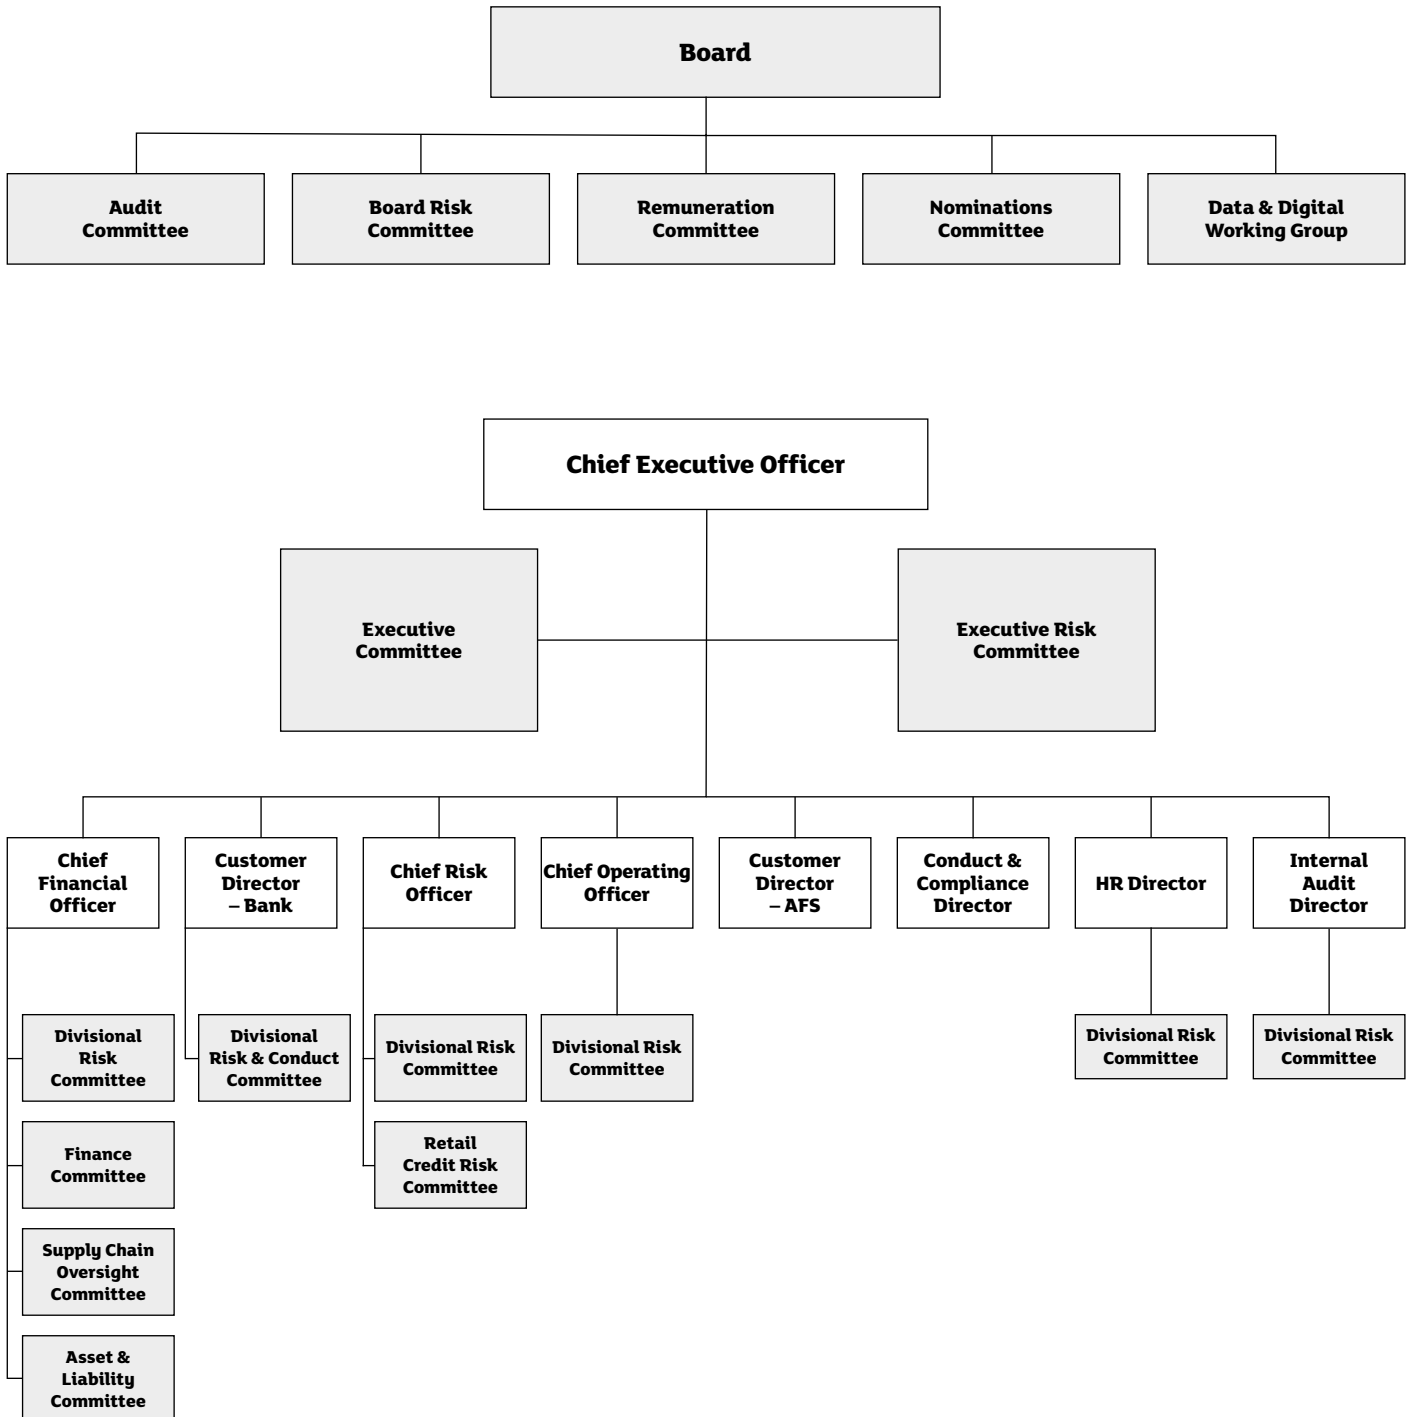 Board
Audit
Committee
Board Risk
Committee
Remuneration
Committee
Nominations
Committee
Data & Digital
Working Group
Chief Executive Officer
Executive
Committee
Executive Risk
Committee
Chief
Financial
Officer
Customer
Director
– Bank
Chief Risk
Officer
Chief Operating
Officer
Customer
Director
– AFS
Conduct &
Compliance
Director
HR Director
Internal
Audit
Director
Divisional
Risk
Committee
Divisional
Risk & Conduct
Committee
Divisional Risk
Committee
Divisional Risk
Committee
Divisional Risk
Committee
Divisional Risk
Committee
Finance
Committee
Retail
Credit Risk
Committee
Supply Chain
Oversight
Committee
Asset &
Liability
Committee